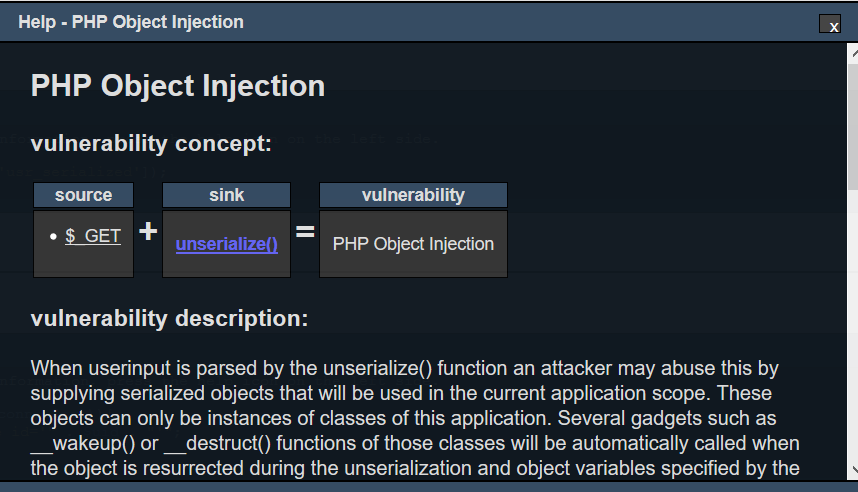 Help - PHP Object Injection
x
PHP Object Injection
vulnerability concept:
source sink vulnerability
• $_GET + unserialize() = PHP Object Injection
vulnerability description:
When userinput is parsed by the unserialize() function an attacker may abuse this by
supplying serialized objects that will be used in the current application scope. These
objects can only be instances of classes of this application. Several gadgets such as
__wakeup() or __destruct() functions of those classes will be automatically called when
the object is resurrected during the unserialization and object variables specified by the